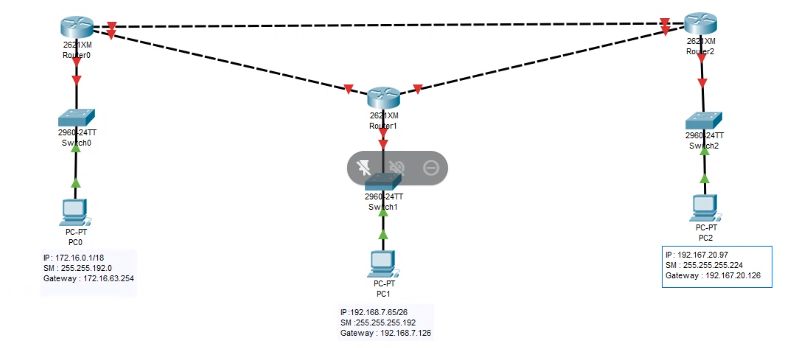 2621XM
Router0
2621XM
Router2
2621XM
Router1
2960-24TT
Switch0
2960-24TT
Switch2
2960-24TT
Switch1
PC-PT
PC0
PC-PT
PC2
PC-PT
PC1
IP: 172.16.0.1/18
SM : 255.255.192.0
Gateway : 172.16.63.254
IP: 192.167.20.97
SM : 255.255.255.224
Gateway : 192.167.20.126
IP:192.168.7.65/26
SM :255.255.255.192
Gateway : 192.168.7.126